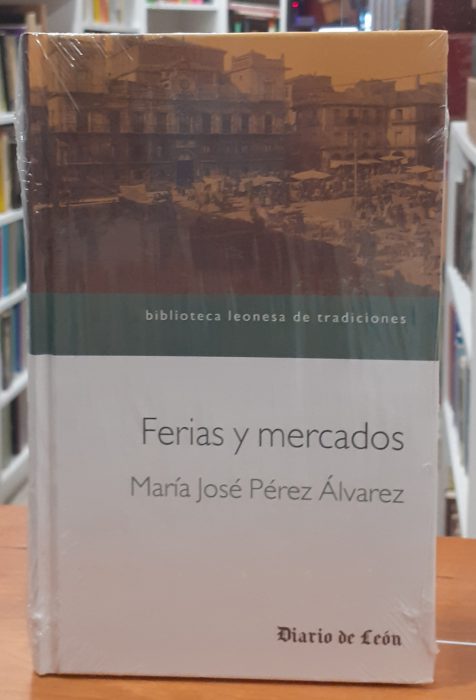 biblioteca leonesa de tradiciones
Ferias y mercados
María José Pérez Álvarez
Diario de León